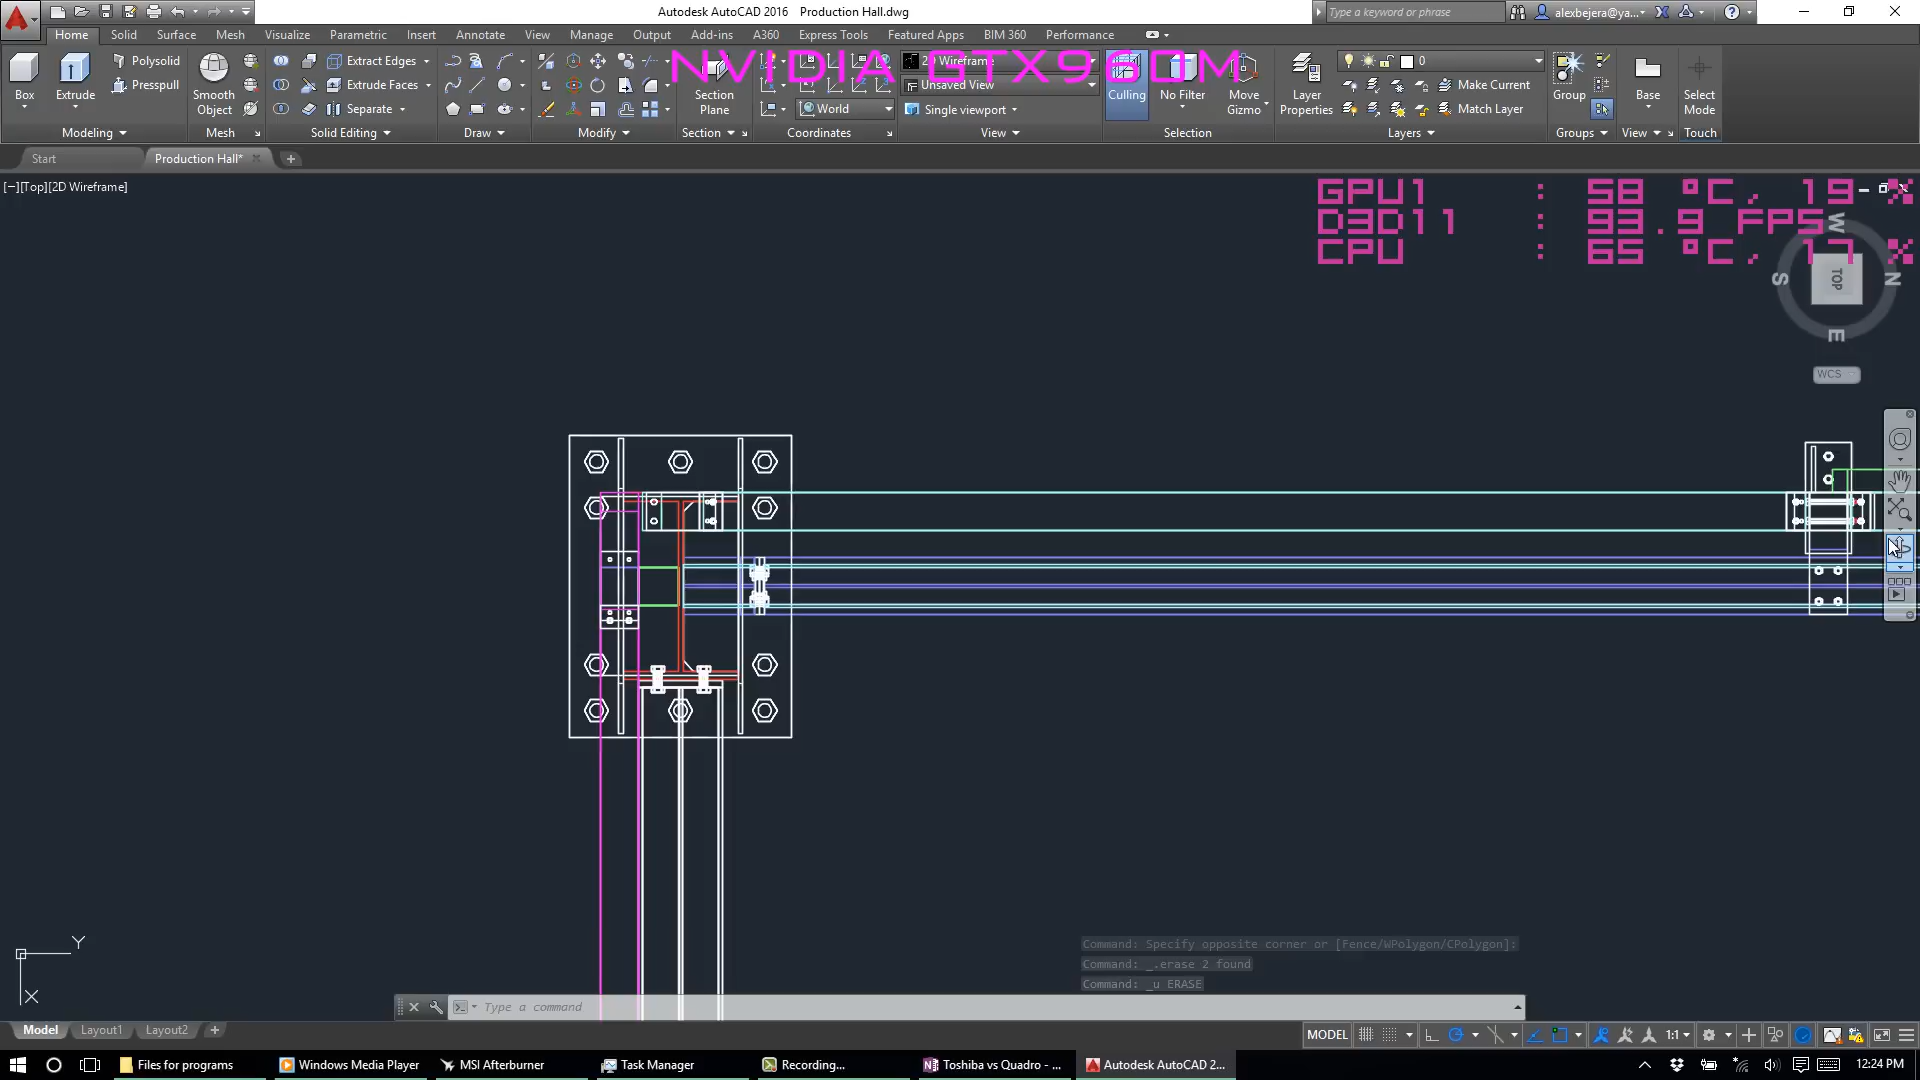 Autodesk AutoCAD 2016 Production Hall.dwg
Type a keyword or phrase
alexbejera@ya...
Home Solid Surface Mesh Visualize Parametric Insert Annotate View Manage Output Add-ins A360 Express Tools Featured Apps BIM 360 Performance
NVIDIA GTX960M
Polysolid
Presspull
Box
Extrude
Smooth
Object
Extract Edges
Extrude Faces
Separate
Section
Plane
World
2D Wireframe
Unsaved View
Single viewport
Culling
No Filter
Move
Gizmo
Layer
Properties
0
Make Current
Match Layer
Group
Base
Select
Mode
Modeling Mesh Solid Editing Draw Modify Section Coordinates View Selection Layers Groups View Touch
Start
Production Hall*
[−][Top][2D Wireframe]
GPU1 : 58 °C, 19 %
D3D11 : 93.9 FPS
CPU : 65 °C, 17 %
W
S
TOP
N
E
WCS
Y
X
Command: Specify opposite corner or [Fence/WPolygon/CPolygon]:
Command: _.erase 2 found
Command: _u ERASE
Type a command
Model Layout1 Layout2
MODEL
1:1
Files for programs
Windows Media Player
MSI Afterburner
Task Manager
Recording...
Toshiba vs Quadro - ...
Autodesk AutoCAD 2...
12:24 PM